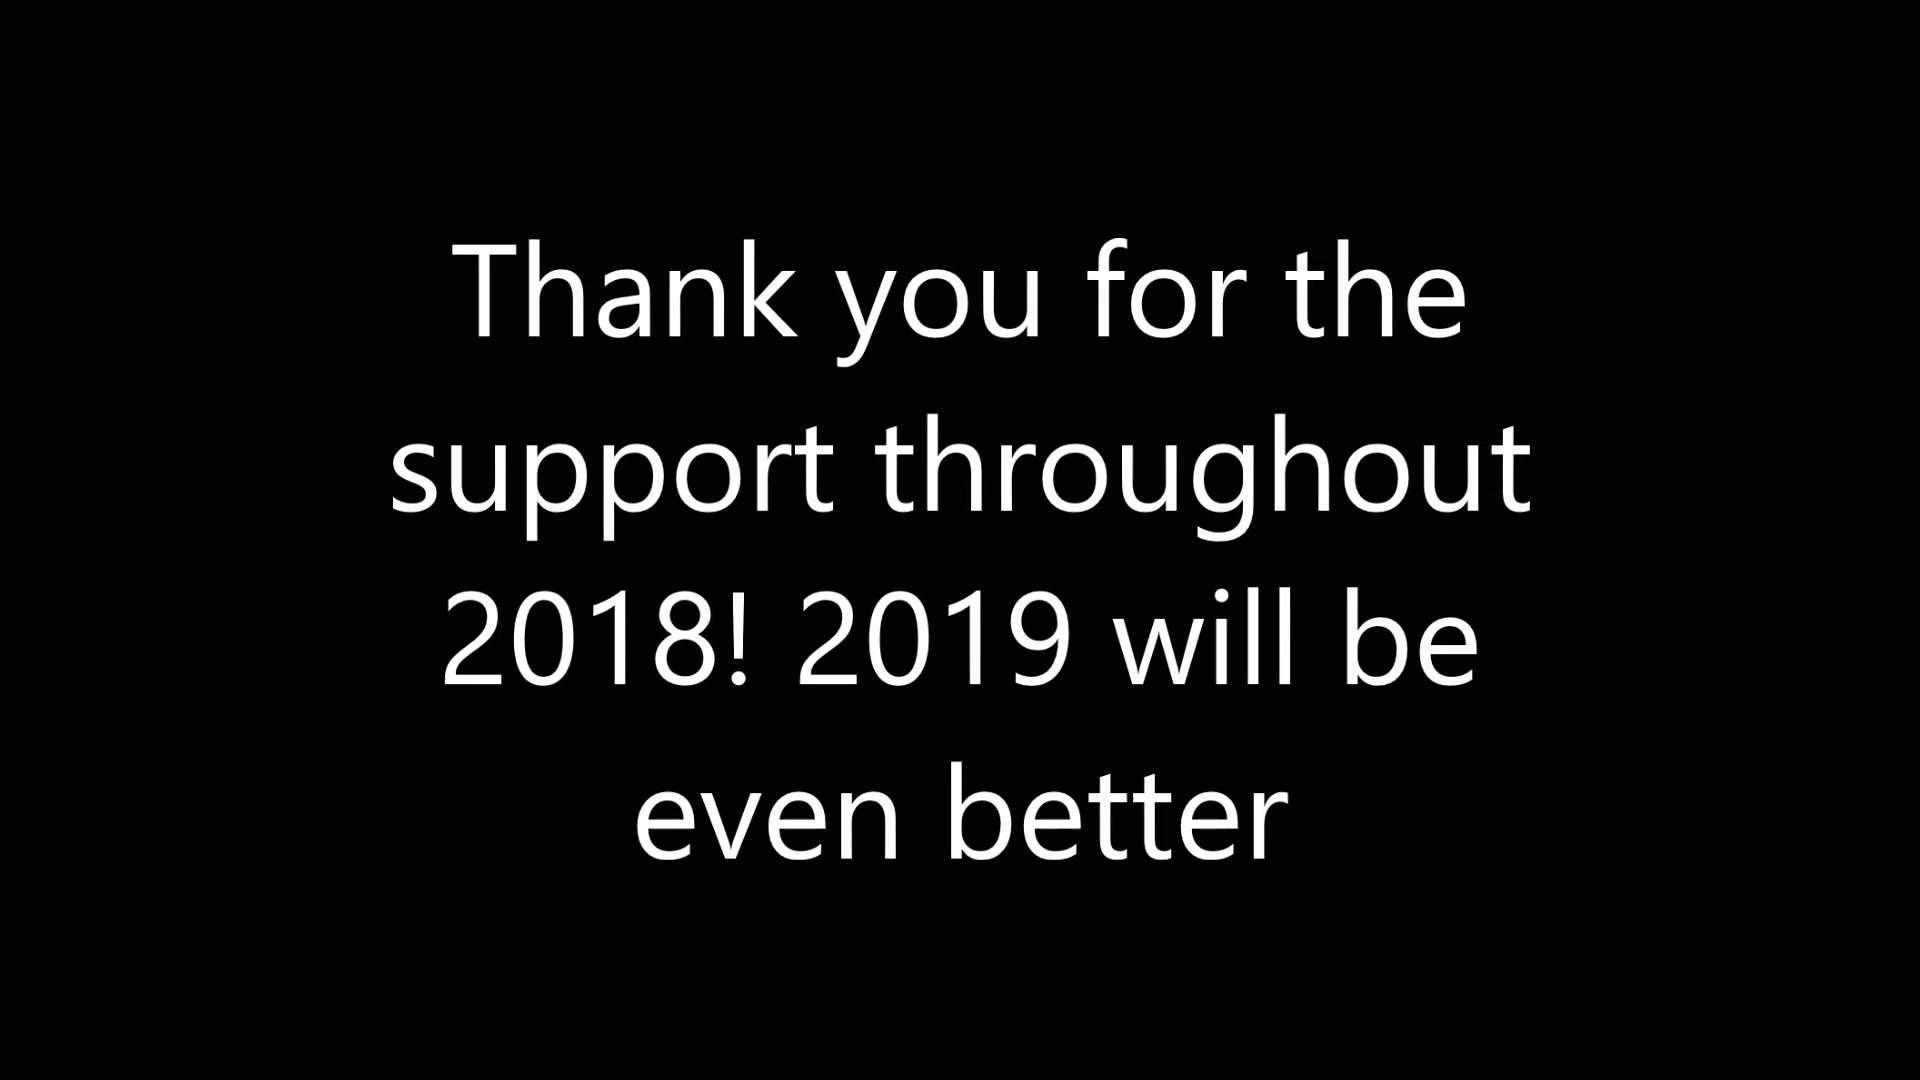 Thank you for the
support throughout
2018! 2019 will be
even better